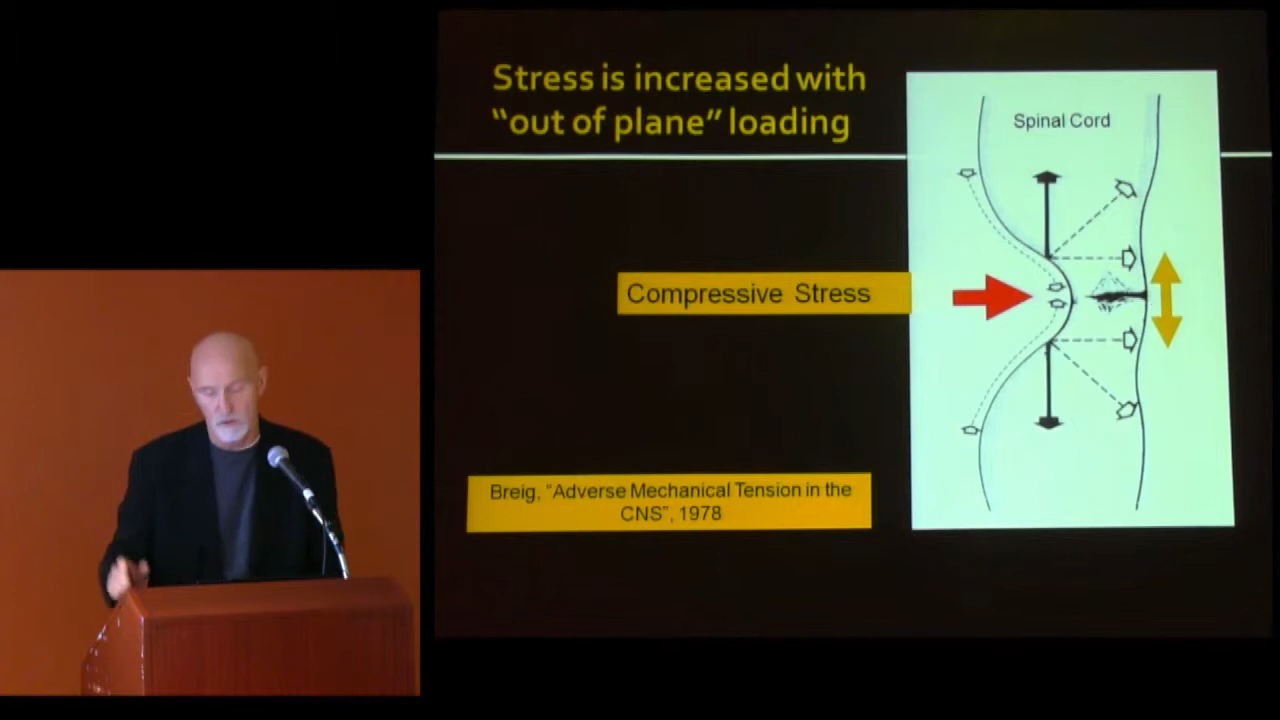 Stress is increased with
“out of plane” loading
Spinal Cord
Compressive Stress
Breig, “Adverse Mechanical Tension in the
CNS”, 1978